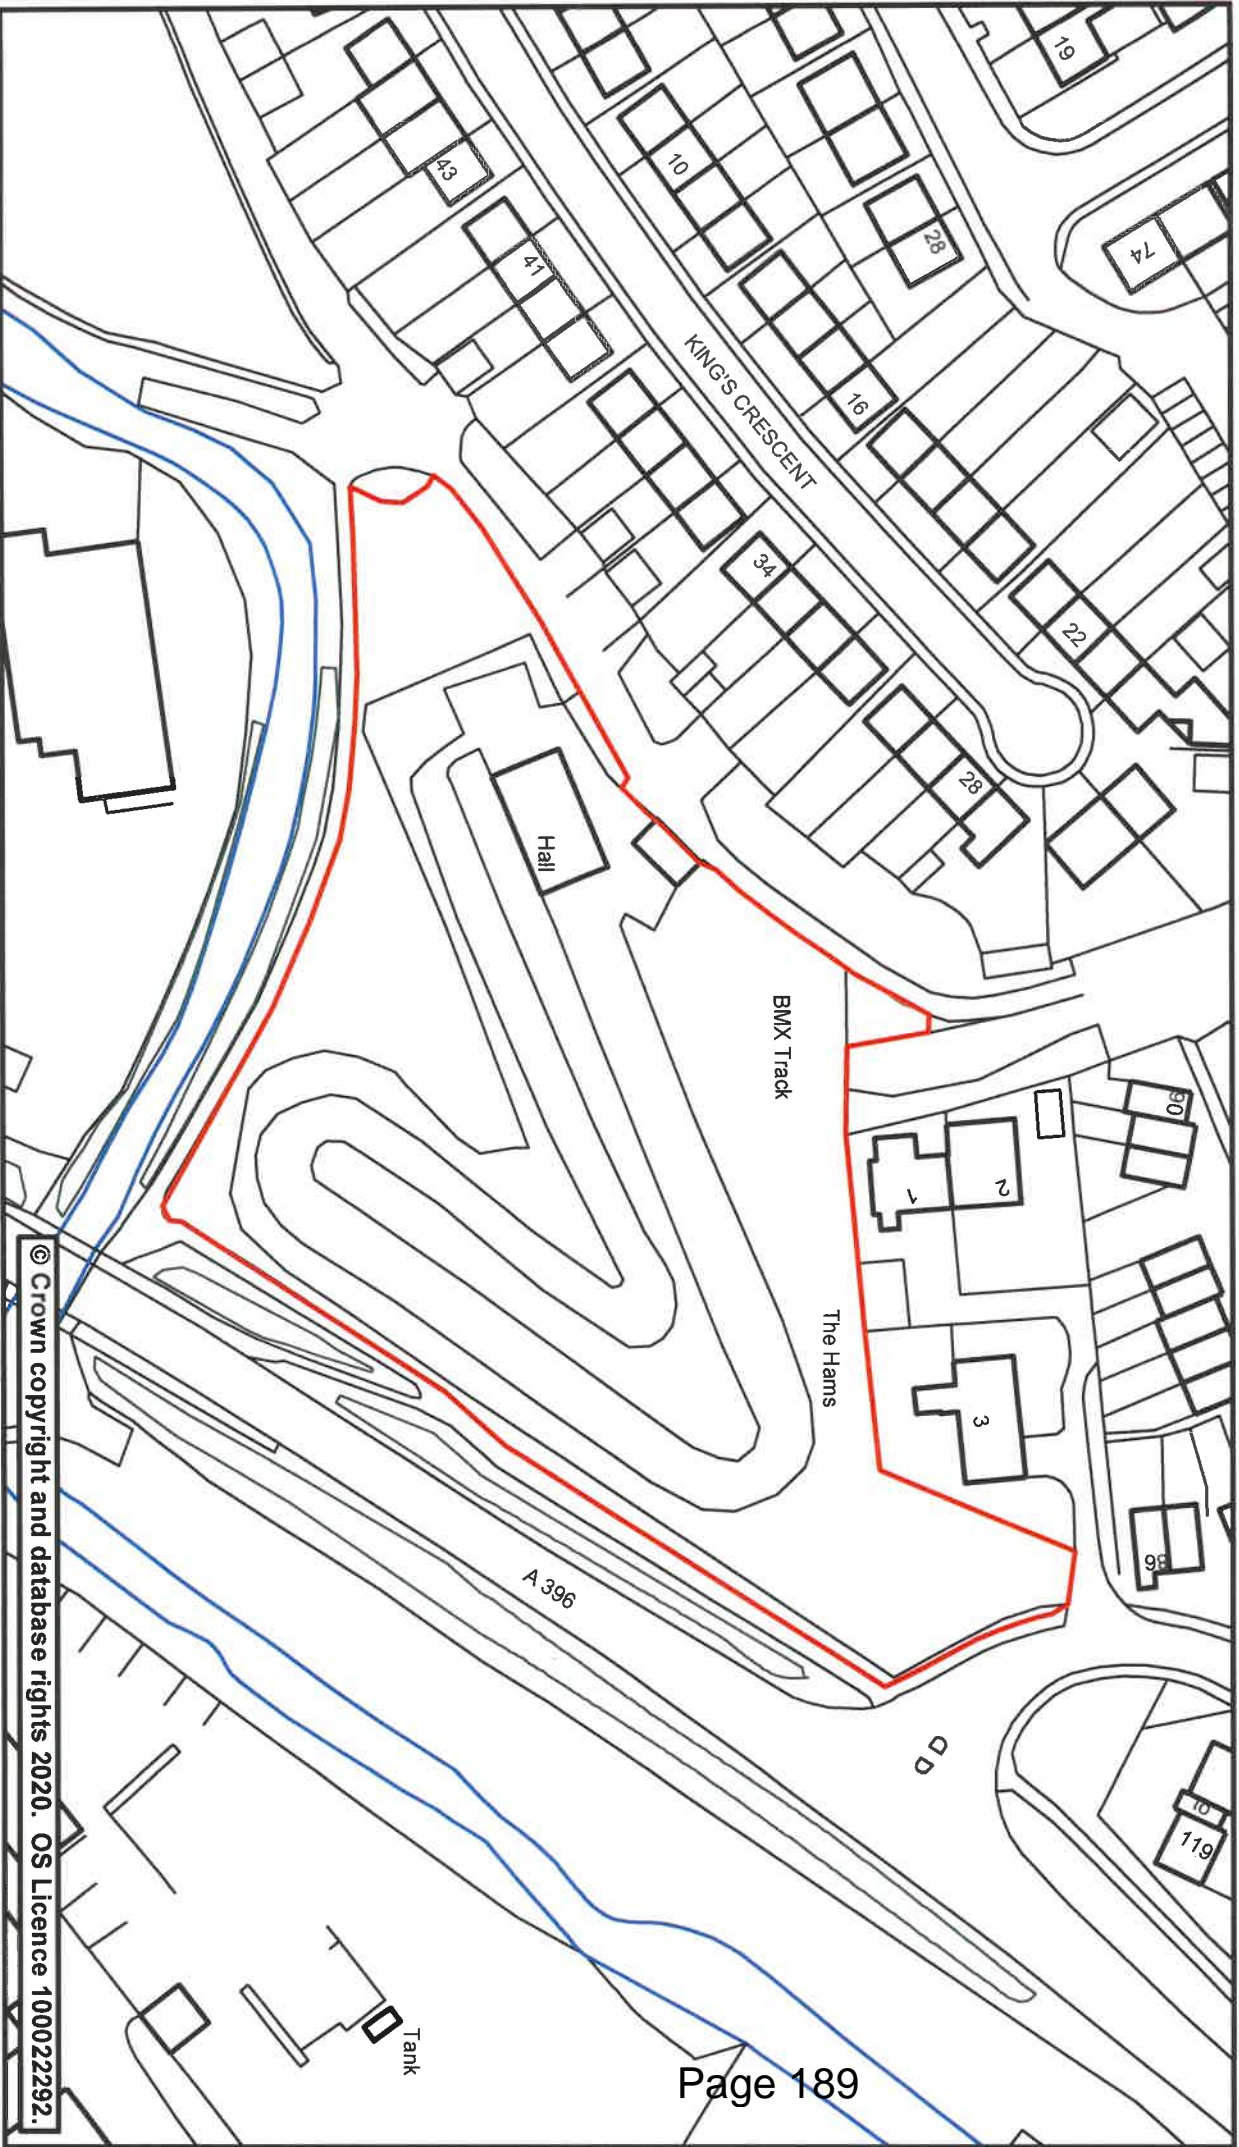 19
74
43
10
28
41
KING'S CRESCENT
16
34
22
28
Hall
BMX Track
90
1
2
The Hams
3
98
A 396
119
Tank
Page 189
© Crown copyright and database rights 2020. OS Licence 100022292.